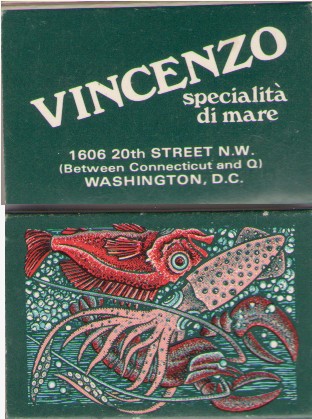 VINCENZO
specialità
di mare
1606 20th STREET N.W.
(Between Connecticut and Q)
WASHINGTON, D.C.